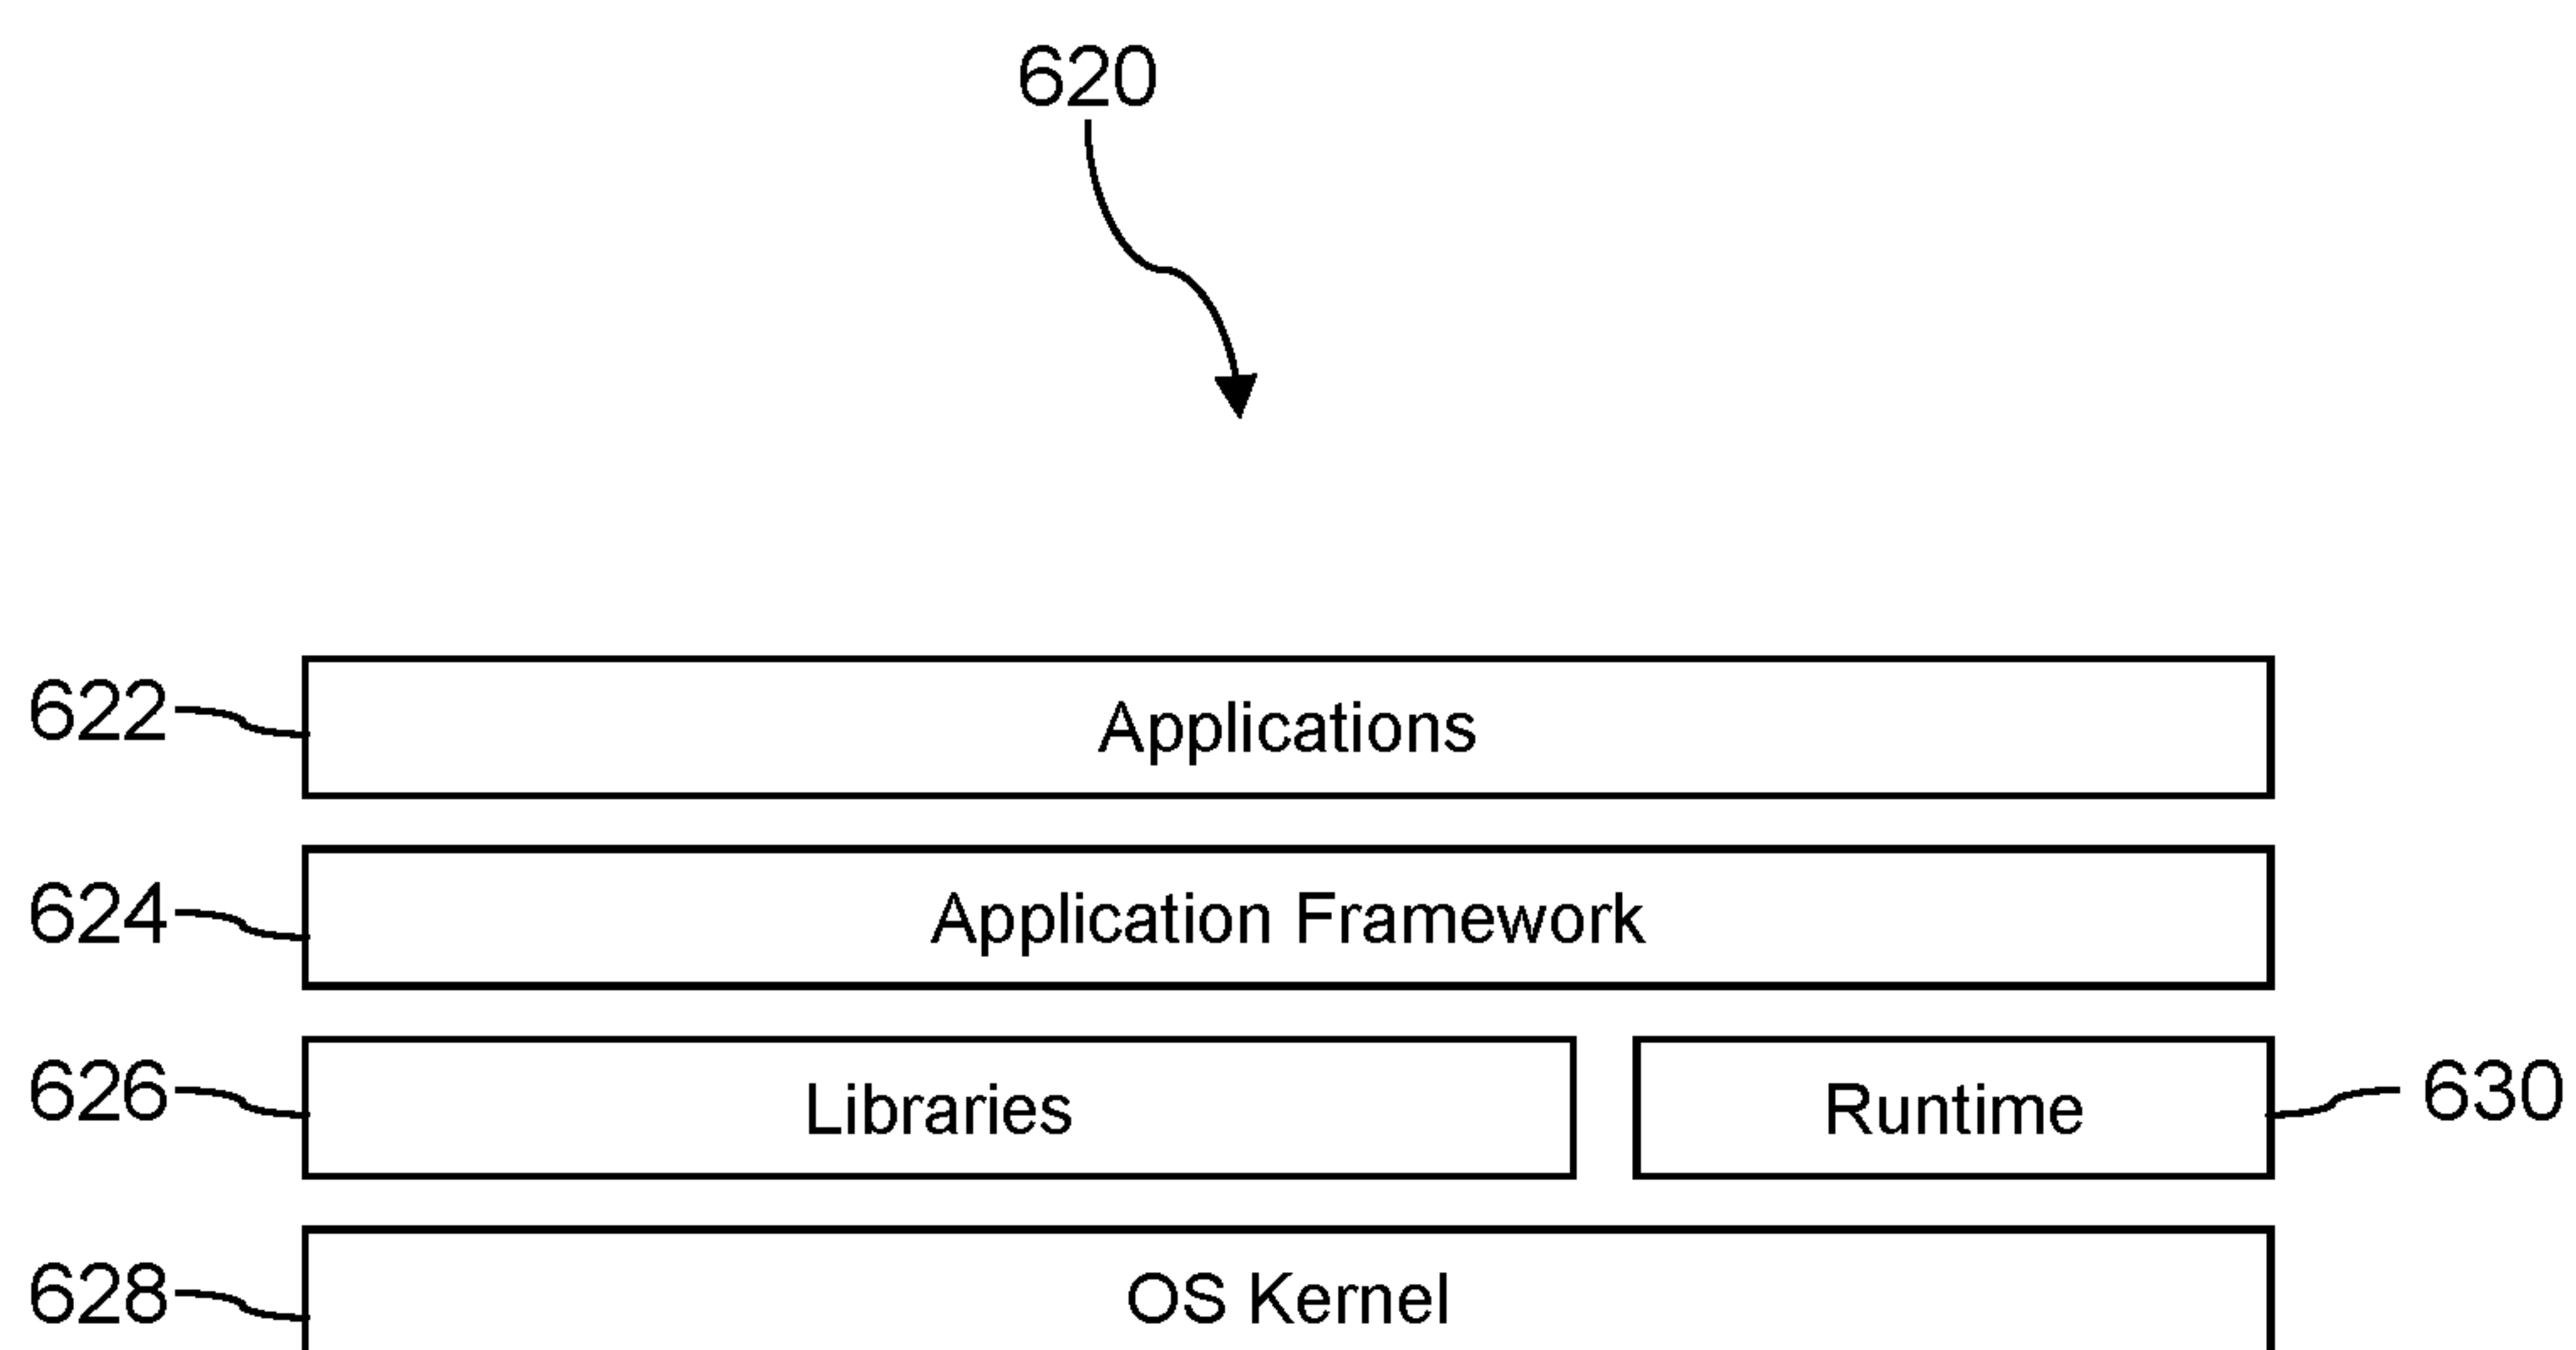 620
622 Applications
624 Application Framework
626 Libraries Runtime 630
628 OS Kernel